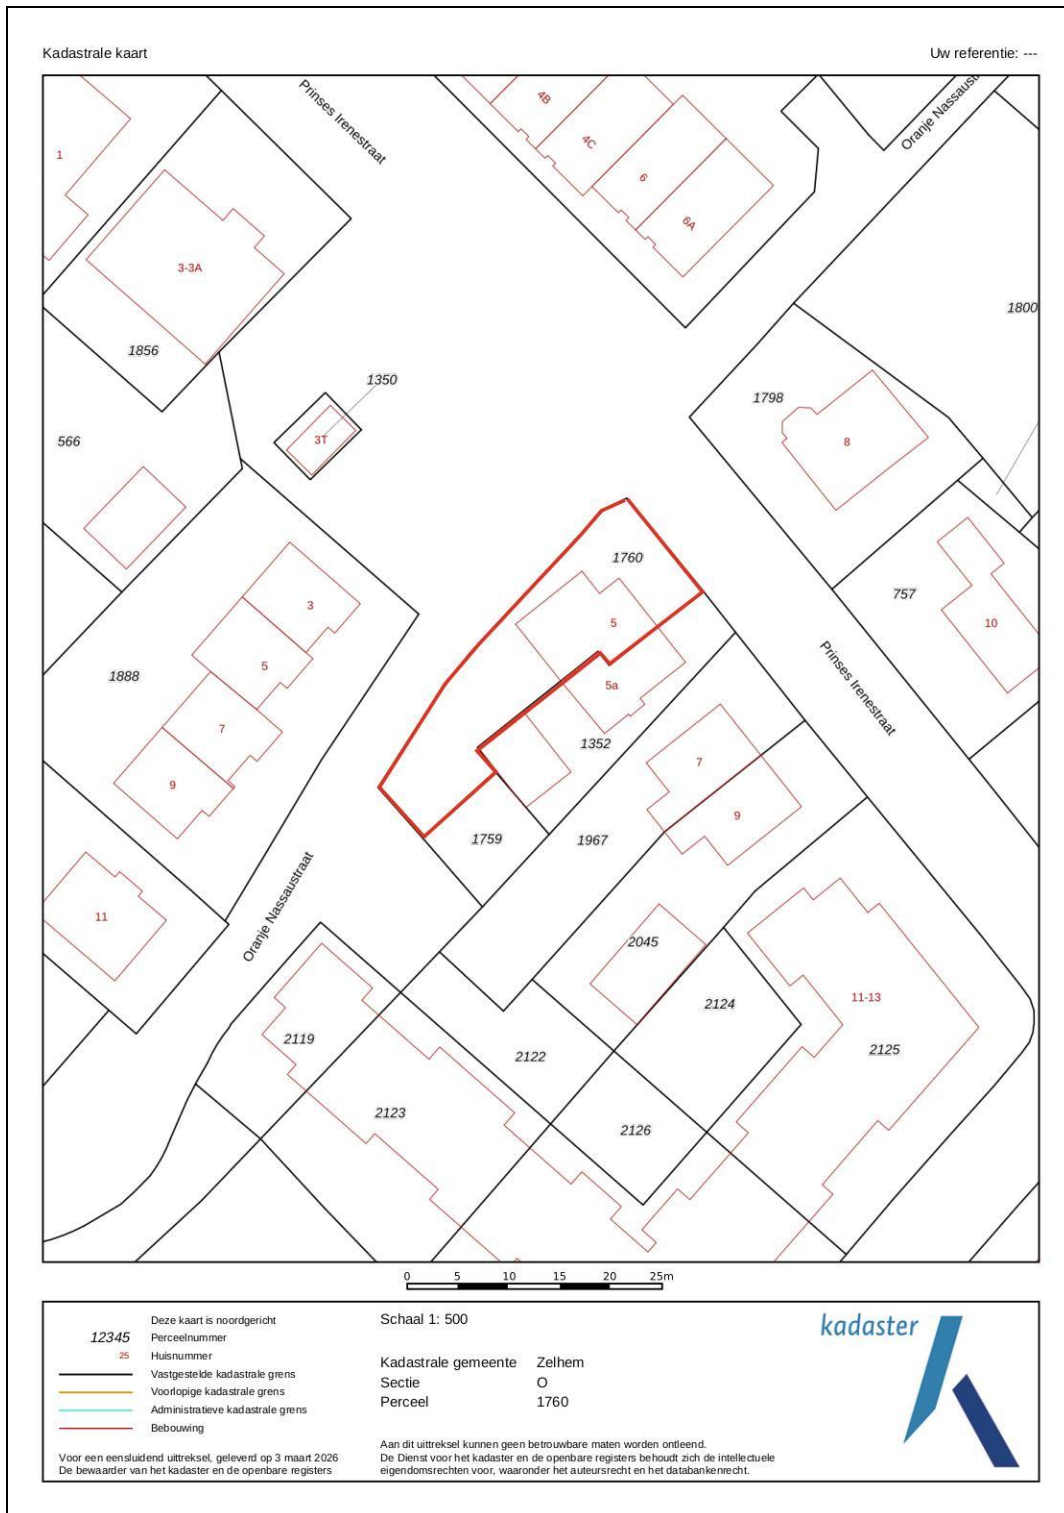 Kadastrale kaart
Uw referentie: ---
Prinses Irenestraat
4B
4C
6
6A
Oranje Nassaust
1
3-3A
1856
1800
1350
3T
566
1798
8
1760
5
757
10
3
5
7
9
1888
5a
1352
Prinses Irenestraat
7
9
1759
1967
11
Oranje Nassaustraat
2045
2124
11-13
2125
2119
2122
2123
2126
0 5 10 15 20 25m
Deze kaart is noordgericht
12345 Perceelnummer
25 Huisnummer
Vastgestelde kadastrale grens
Voorlopige kadastrale grens
Administratieve kadastrale grens
Bebouwing
Voor een eensluidend uittreksel, geleverd op 3 maart 2026
De bewaarder van het kadaster en de openbare registers
Schaal 1: 500
Kadastrale gemeente Zelhem
Sectie O
Perceel 1760
Aan dit uittreksel kunnen geen betrouwbare maten worden ontleend.
De Dienst voor het kadaster en de openbare registers behoudt zich de intellectuele
eigendomsrechten voor, waaronder het auteursrecht en het databankenrecht.
kadaster